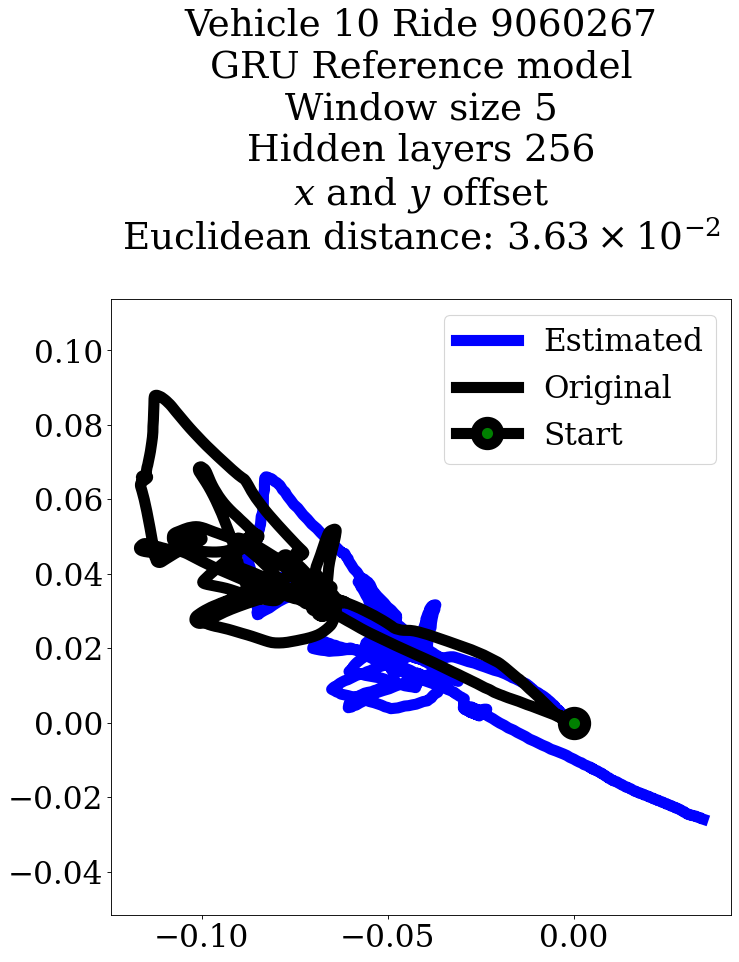 Vehicle 10 Ride 9060267
GRU Reference model
Window size 5
Hidden layers 256
x and y offset
Euclidean distance: 3.63 × 10⁻²
Estimated
Original
Start
0.10
0.08
0.06
0.04
0.02
0.00
−0.02
−0.04
−0.10 −0.05 0.00